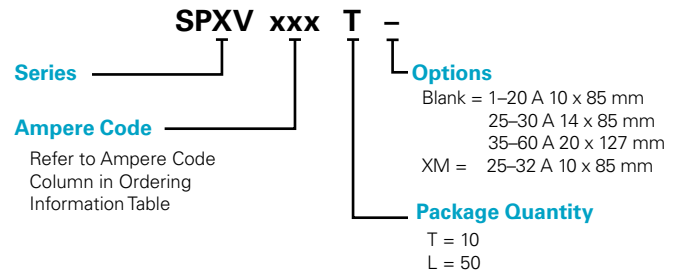 SPXV xxx T –
Series
Options
Blank = 1–20 A 10 x 85 mm
25–30 A 14 x 85 mm
35–60 A 20 x 127 mm
XM = 25–32 A 10 x 85 mm
Ampere Code
Refer to Ampere Code
Column in Ordering
Information Table
Package Quantity
T = 10
L = 50